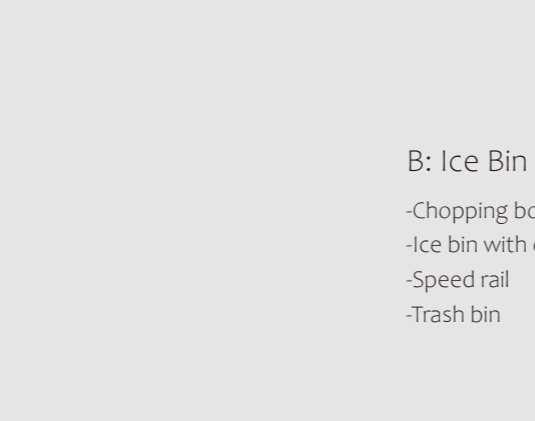 B: Ice Bin
-Chopping
-Ice bin with
-Speed rail
-Trash bin